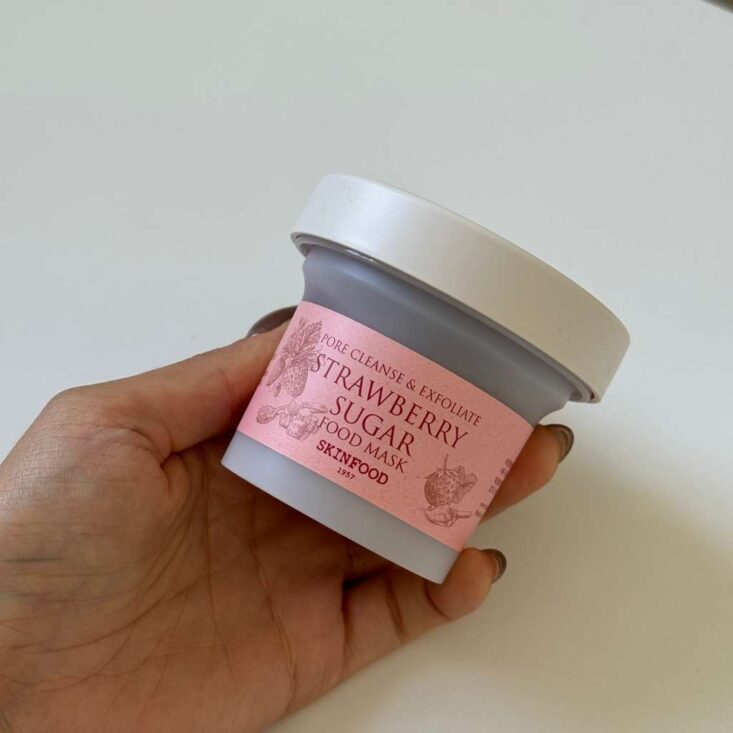 PORE CLEANSE & EXFOLIATE
STRAWBERRY
SUGAR
FOOD MASK
SKINFOOD
1957